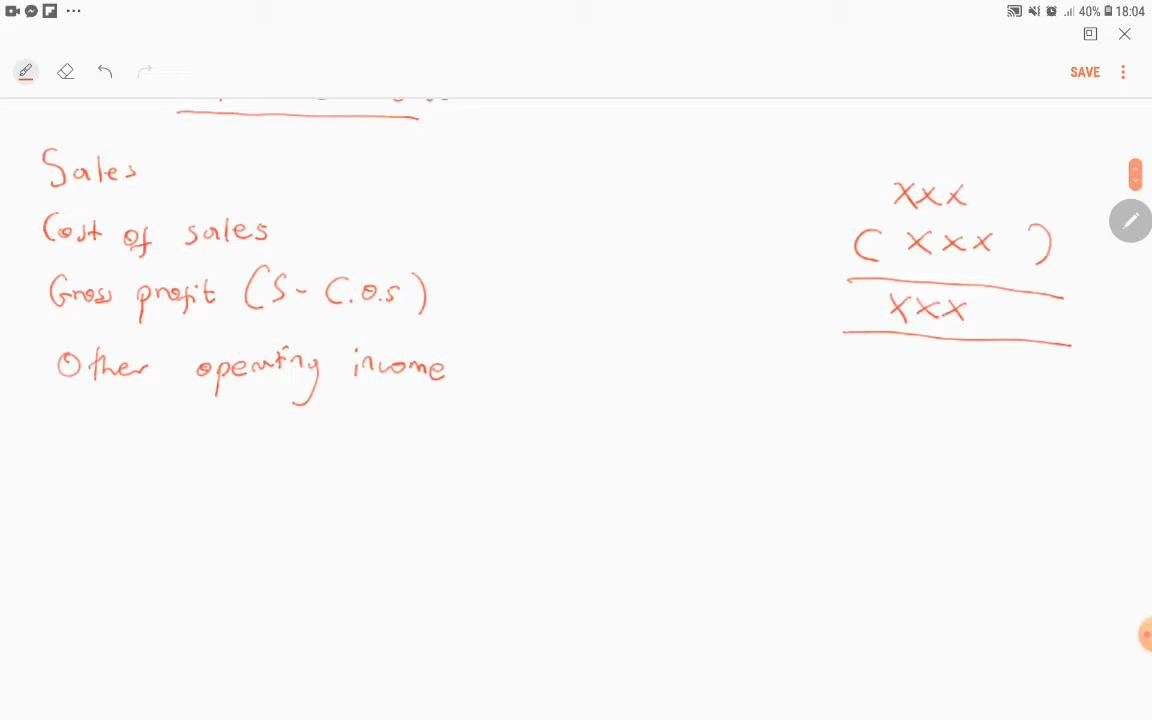 40% 18:04
SAVE
Sales xxx
Cost of sales ( xxx )
Gross profit (S - C.O.S) xxx
Other operating income